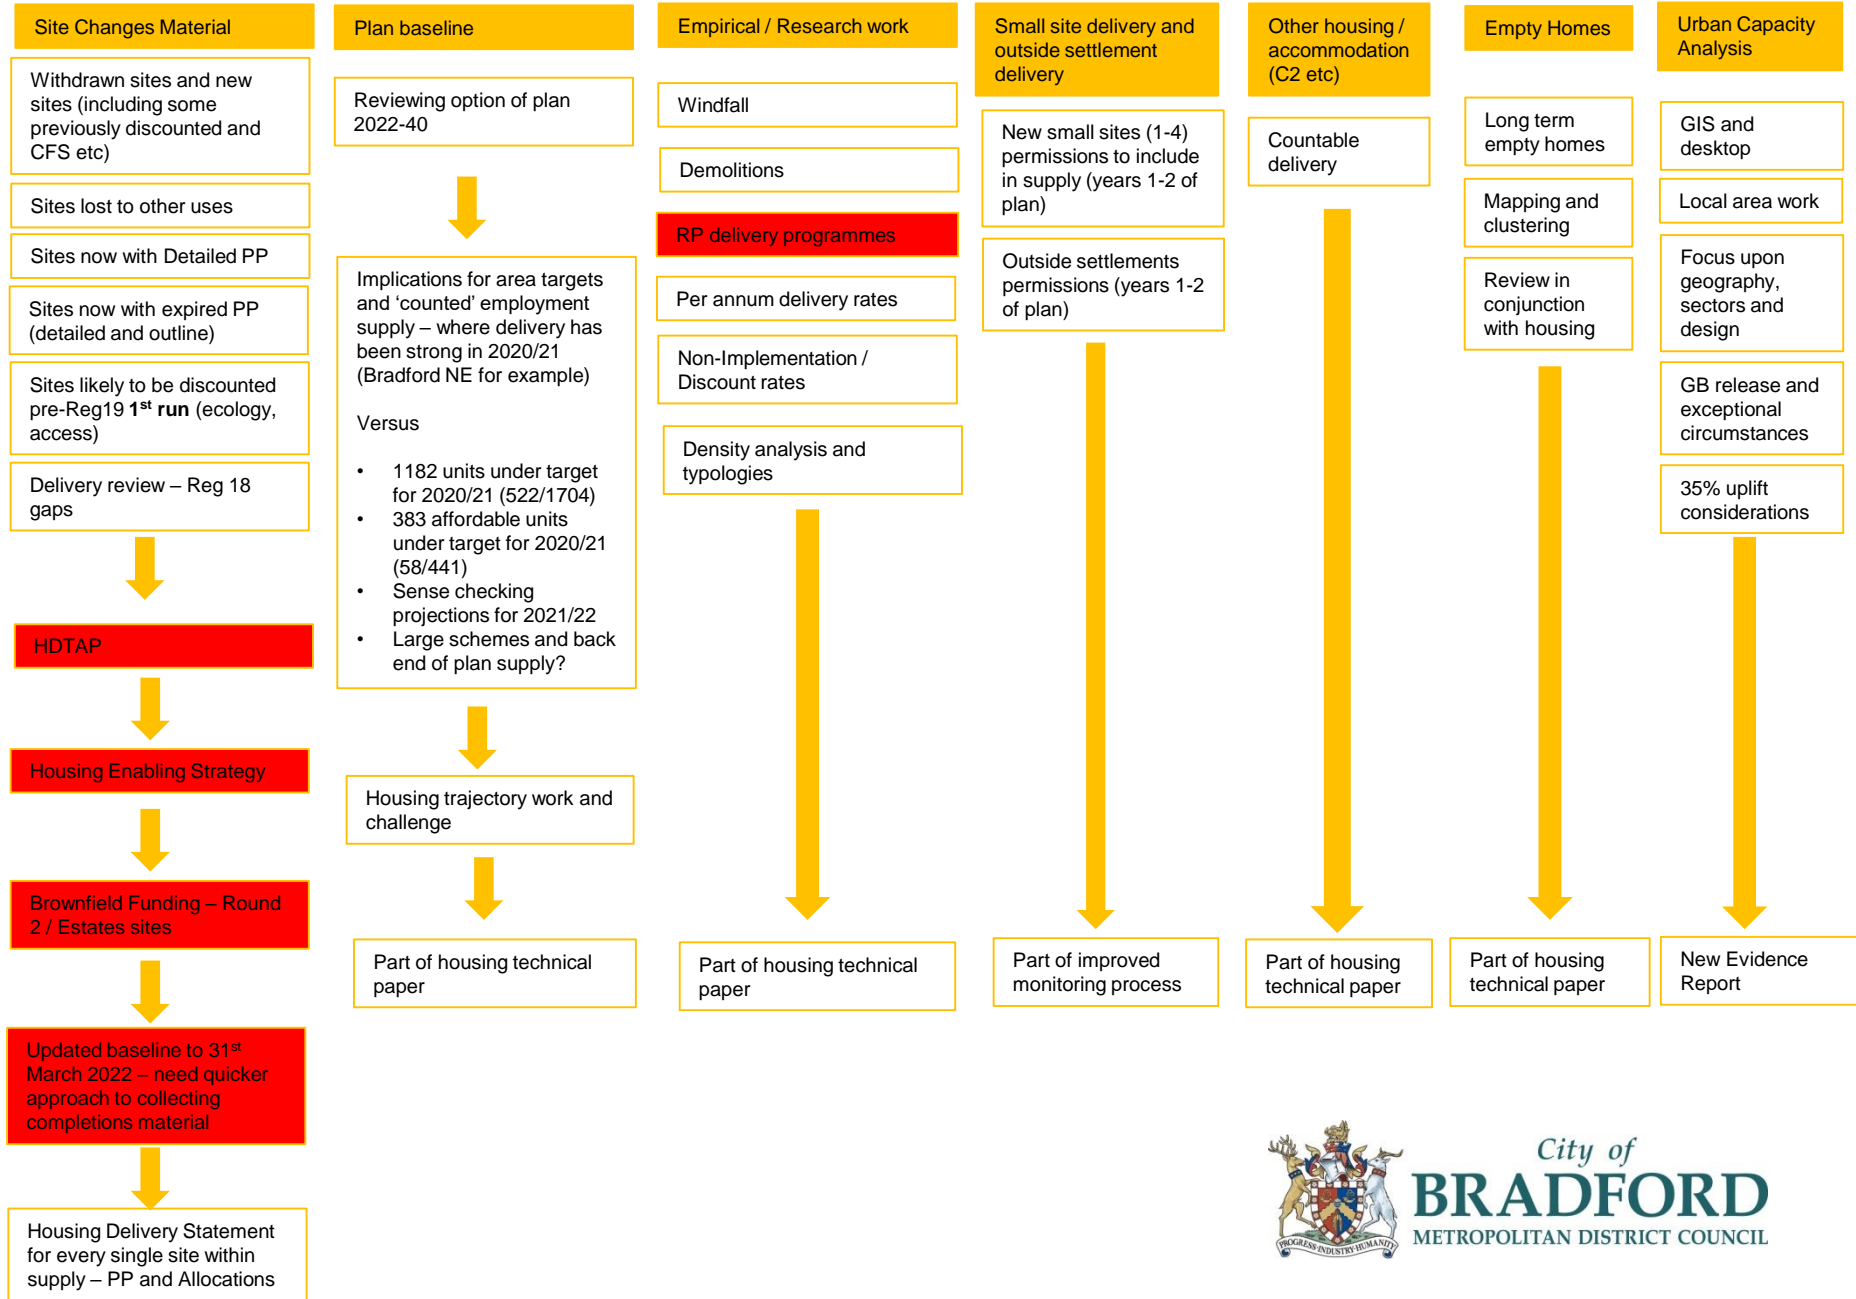 Site Changes Material
Withdrawn sites and new
sites (including some
previously discounted and
CFS etc)
Sites lost to other uses
Sites now with Detailed PP
Sites now with expired PP
(detailed and outline)
Sites likely to be discounted
pre-Reg19 1st run (ecology,
access)
Delivery review – Reg 18
gaps
HDTAP
Housing Enabling Strategy
Brownfield Funding – Round
2 / Estates sites
Updated baseline to 31st
March 2022 – need quicker
approach to collecting
completions material
Housing Delivery Statement
for every single site within
supply – PP and Allocations
Plan baseline
Reviewing option of plan
2022-40
Implications for area targets
and ‘counted’ employment
supply – where delivery has
been strong in 2020/21
(Bradford NE for example)
Versus
• 1182 units under target
for 2020/21 (522/1704)
• 383 affordable units
under target for 2020/21
(58/441)
• Sense checking
projections for 2021/22
• Large schemes and back
end of plan supply?
Housing trajectory work and
challenge
Part of housing technical
paper
Empirical / Research work
Windfall
Demolitions
RP delivery programmes
Per annum delivery rates
Non-Implementation /
Discount rates
Density analysis and
typologies
Part of housing technical
paper
Small site delivery and
outside settlement
delivery
New small sites (1-4)
permissions to include
in supply (years 1-2 of
plan)
Outside settlements
permissions (years 1-2
of plan)
Part of improved
monitoring process
Other housing /
accommodation
(C2 etc)
Countable
delivery
Part of housing
technical paper
Empty Homes
Long term
empty homes
Mapping and
clustering
Review in
conjunction
with housing
Part of housing
technical paper
Urban Capacity
Analysis
GIS and
desktop
Local area work
Focus upon
geography,
sectors and
design
GB release and
exceptional
circumstances
35% uplift
considerations
New Evidence
Report
PROGRESS·INDUSTRY·HUMANITY
City of
BRADFORD
METROPOLITAN DISTRICT COUNCIL